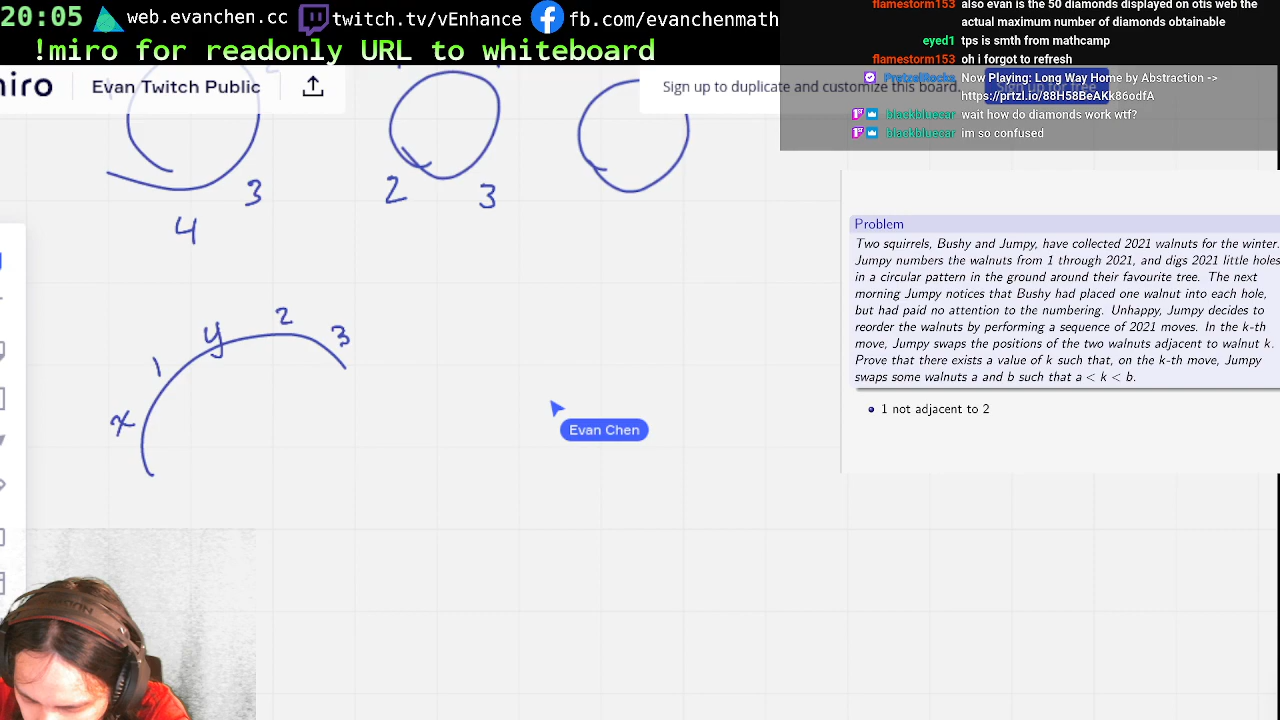 20:05 web.evanchen.cc twitch.tv/vEnhance fb.com/evanchenmath
!miro for readonly URL to whiteboard
flamestorm153 also evan is the 50 diamonds displayed on otis web the
actual maximum number of diamonds obtainable
eyed1 tps is smth from mathcamp
flamestorm153 oh i forgot to refresh
PretzelRocks Now Playing: Long Way Home by Abstraction ->
https://prtzl.io/88H58BeAKk86odfA
blackbluecar wait how do diamonds work wtf?
blackbluecar im so confused
miro Evan Twitch Public
Sign up to duplicate and customize this board.
Sign up for free
2 3
4 3
x 1 y 2 3
Evan Chen
Problem
Two squirrels, Bushy and Jumpy, have collected 2021 walnuts for the winter.
Jumpy numbers the walnuts from 1 through 2021, and digs 2021 little holes
in a circular pattern in the ground around their favourite tree. The next
morning Jumpy notices that Bushy had placed one walnut into each hole,
but had paid no attention to the numbering. Unhappy, Jumpy decides to
reorder the walnuts by performing a sequence of 2021 moves. In the k-th
move, Jumpy swaps the positions of the two walnuts adjacent to walnut k.
Prove that there exists a value of k such that, on the k-th move, Jumpy
swaps some walnuts a and b such that a < k < b.
1 not adjacent to 2